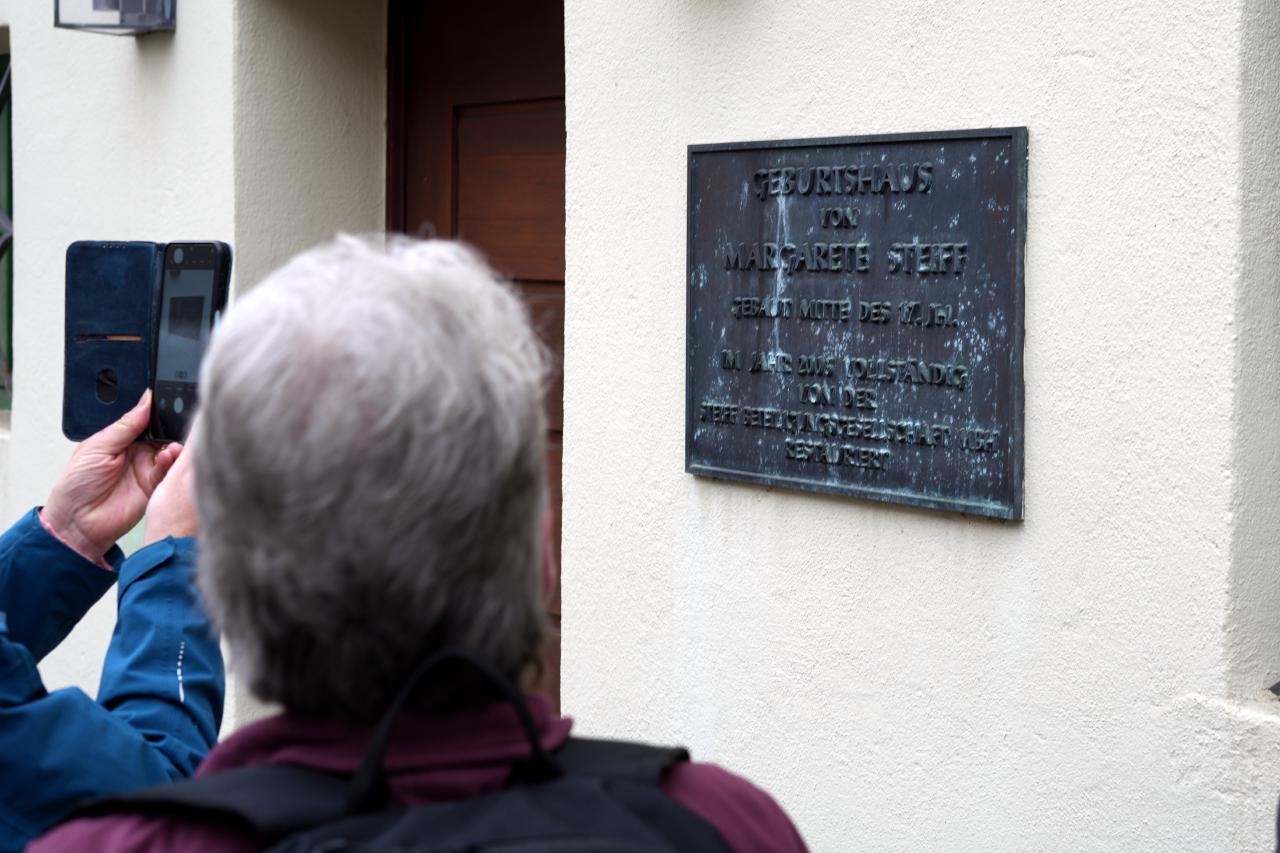 GEBURTSHAUS
VON
MARGARETE STEIFF
GEBAUT MITTE DES 17. JH.
IM JAHR 2005 VOLLSTÄNDIG
VON DER
STEIFF BETEILIGUNGSGESELLSCHAFT MBH
RESTAURIERT